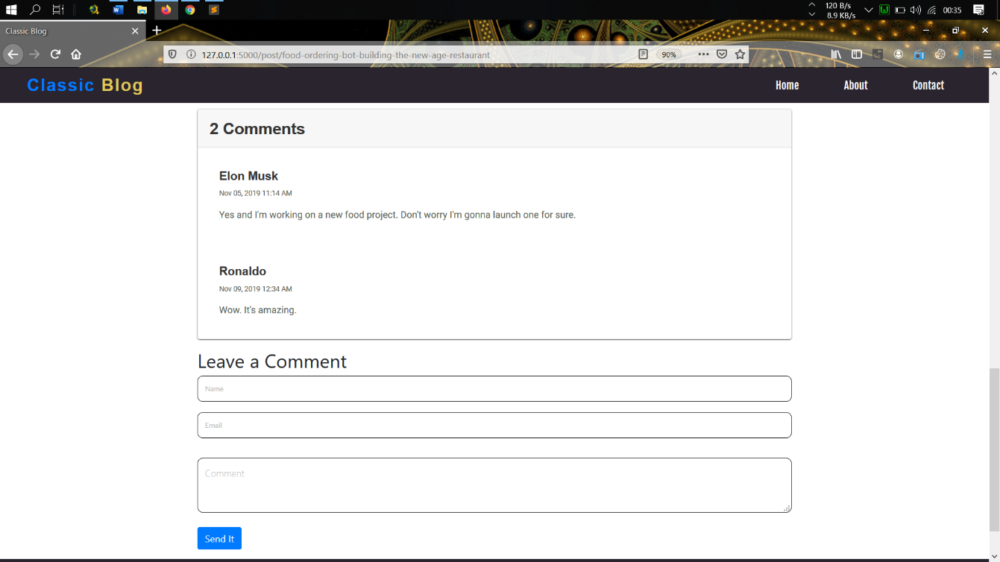 120 B/s
8.9 KB/s
00:35
Classic Blog
127.0.0.1:5000/post/food-ordering-bot-building-the-new-age-restaurant
90%
Classic Blog
Home
About
Contact
2 Comments
Elon Musk
Nov 05, 2019 11:14 AM
Yes and I'm working on a new food project. Don't worry I'm gonna launch one for sure.
Ronaldo
Nov 09, 2019 12:34 AM
Wow. It's amazing.
Leave a Comment
Name
Email
Comment
Send It